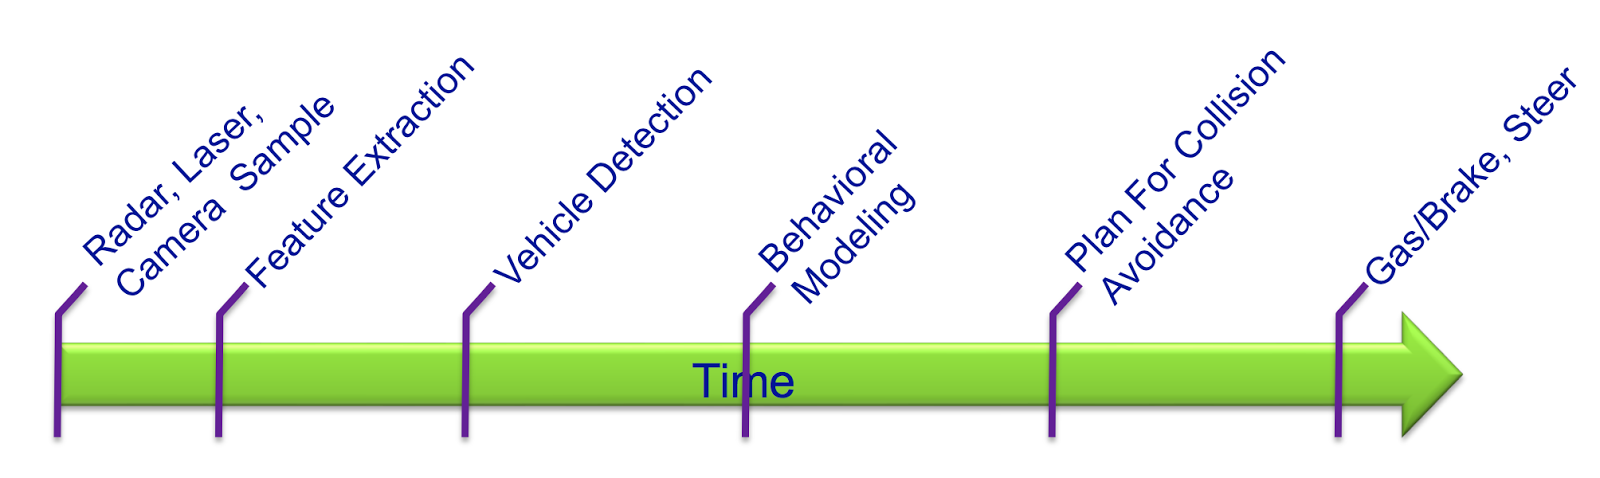 Radar, Laser,
Camera Sample
Feature Extraction
Vehicle Detection
Behavioral
Modeling
Plan For Collision
Avoidance
Gas/Brake, Steer
Time